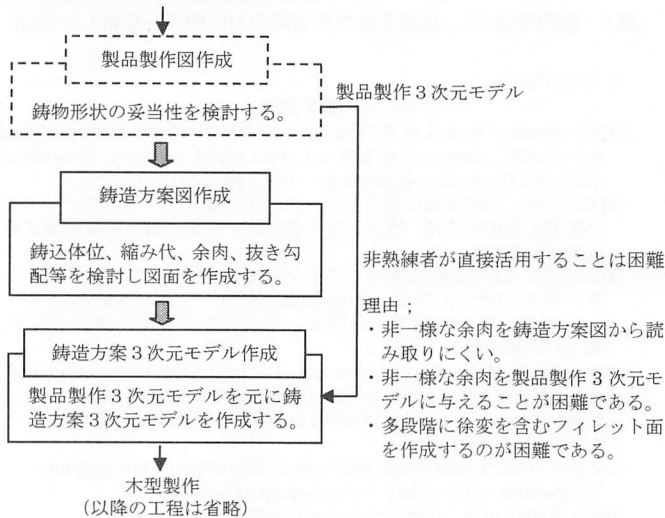 製品製作図作成
鋳物形状の妥当性を検討する。
製品製作３次元モデル
鋳造方案図作成
鋳込体位、縮み代、余肉、抜き勾
配等を検討し図面を作成する。
非熟練者が直接活用することは困難
理由；
・非一様な余肉を鋳造方案図から読
み取りにくい。
・非一様な余肉を製品製作３次元モ
デルに与えることが困難である。
・多段階に徐変を含むフィレット面
を作成するのが困難である。
鋳造方案３次元モデル作成
製品製作３次元モデルを元に鋳
造方案３次元モデルを作成する。
木型製作
(以降の工程は省略)